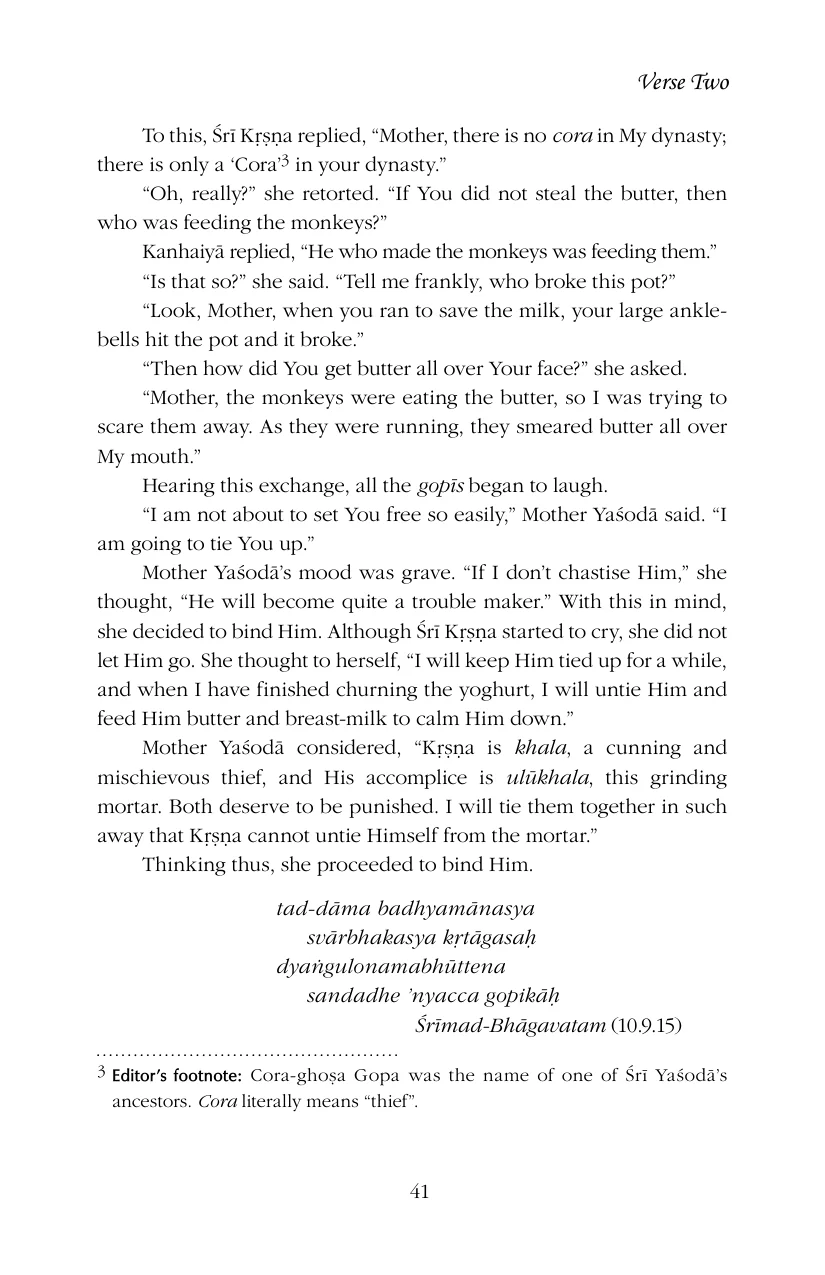 Verse Two
To this, Śrī Kṛṣṇa replied, “Mother, there is no cora in My dynasty;
there is only a ‘Cora’3 in your dynasty.”
“Oh, really?” she retorted. “If You did not steal the butter, then
who was feeding the monkeys?”
Kanhaiyā replied, “He who made the monkeys was feeding them.”
“Is that so?” she said. “Tell me frankly, who broke this pot?”
“Look, Mother, when you ran to save the milk, your large ankle-
bells hit the pot and it broke.”
“Then how did You get butter all over Your face?” she asked.
“Mother, the monkeys were eating the butter, so I was trying to
scare them away. As they were running, they smeared butter all over
My mouth.”
Hearing this exchange, all the gopīs began to laugh.
“I am not about to set You free so easily,” Mother Yaśodā said. “I
am going to tie You up.”
Mother Yaśodā’s mood was grave. “If I don’t chastise Him,” she
thought, “He will become quite a trouble maker.” With this in mind,
she decided to bind Him. Although Śrī Kṛṣṇa started to cry, she did not
let Him go. She thought to herself, “I will keep Him tied up for a while,
and when I have finished churning the yoghurt, I will untie Him and
feed Him butter and breast-milk to calm Him down.”
Mother Yaśodā considered, “Kṛṣṇa is khala, a cunning and
mischievous thief, and His accomplice is ulūkhala, this grinding
mortar. Both deserve to be punished. I will tie them together in such
away that Kṛṣṇa cannot untie Himself from the mortar.”
Thinking thus, she proceeded to bind Him.
tad-dāma badhyamānasya
svārbhakasya kṛtāgasaḥ
dyaṅgulonamabhūttena
sandadhe ’nyacca gopikāḥ
Śrīmad-Bhāgavatam (10.9.15)
3 Editor’s footnote: Cora-ghoṣa Gopa was the name of one of Śrī Yaśodā’s
ancestors. Cora literally means “thief”.
41